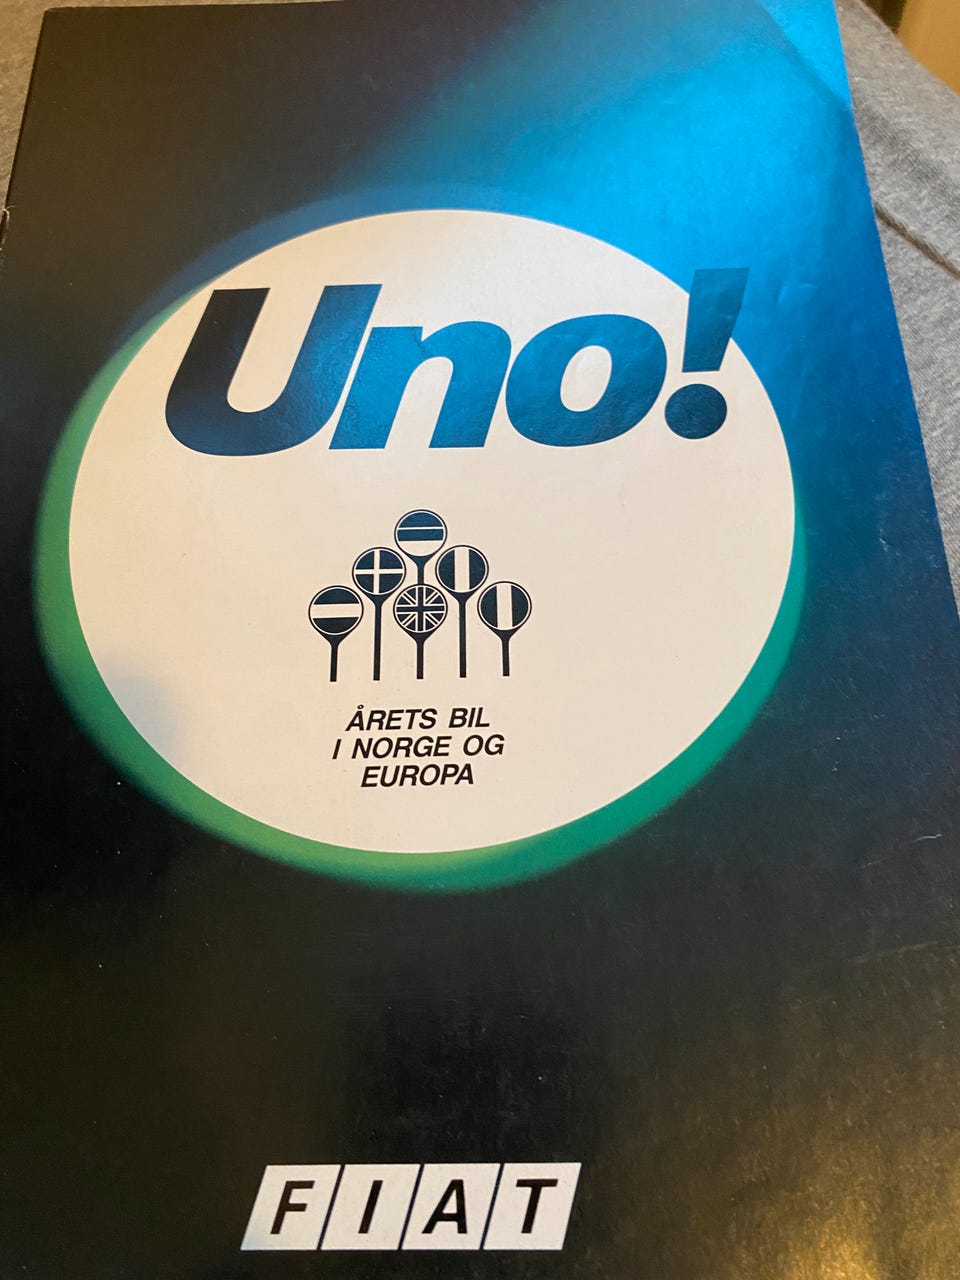 Uno!
ÅRETS BIL
I NORGE OG
EUROPA
FIAT